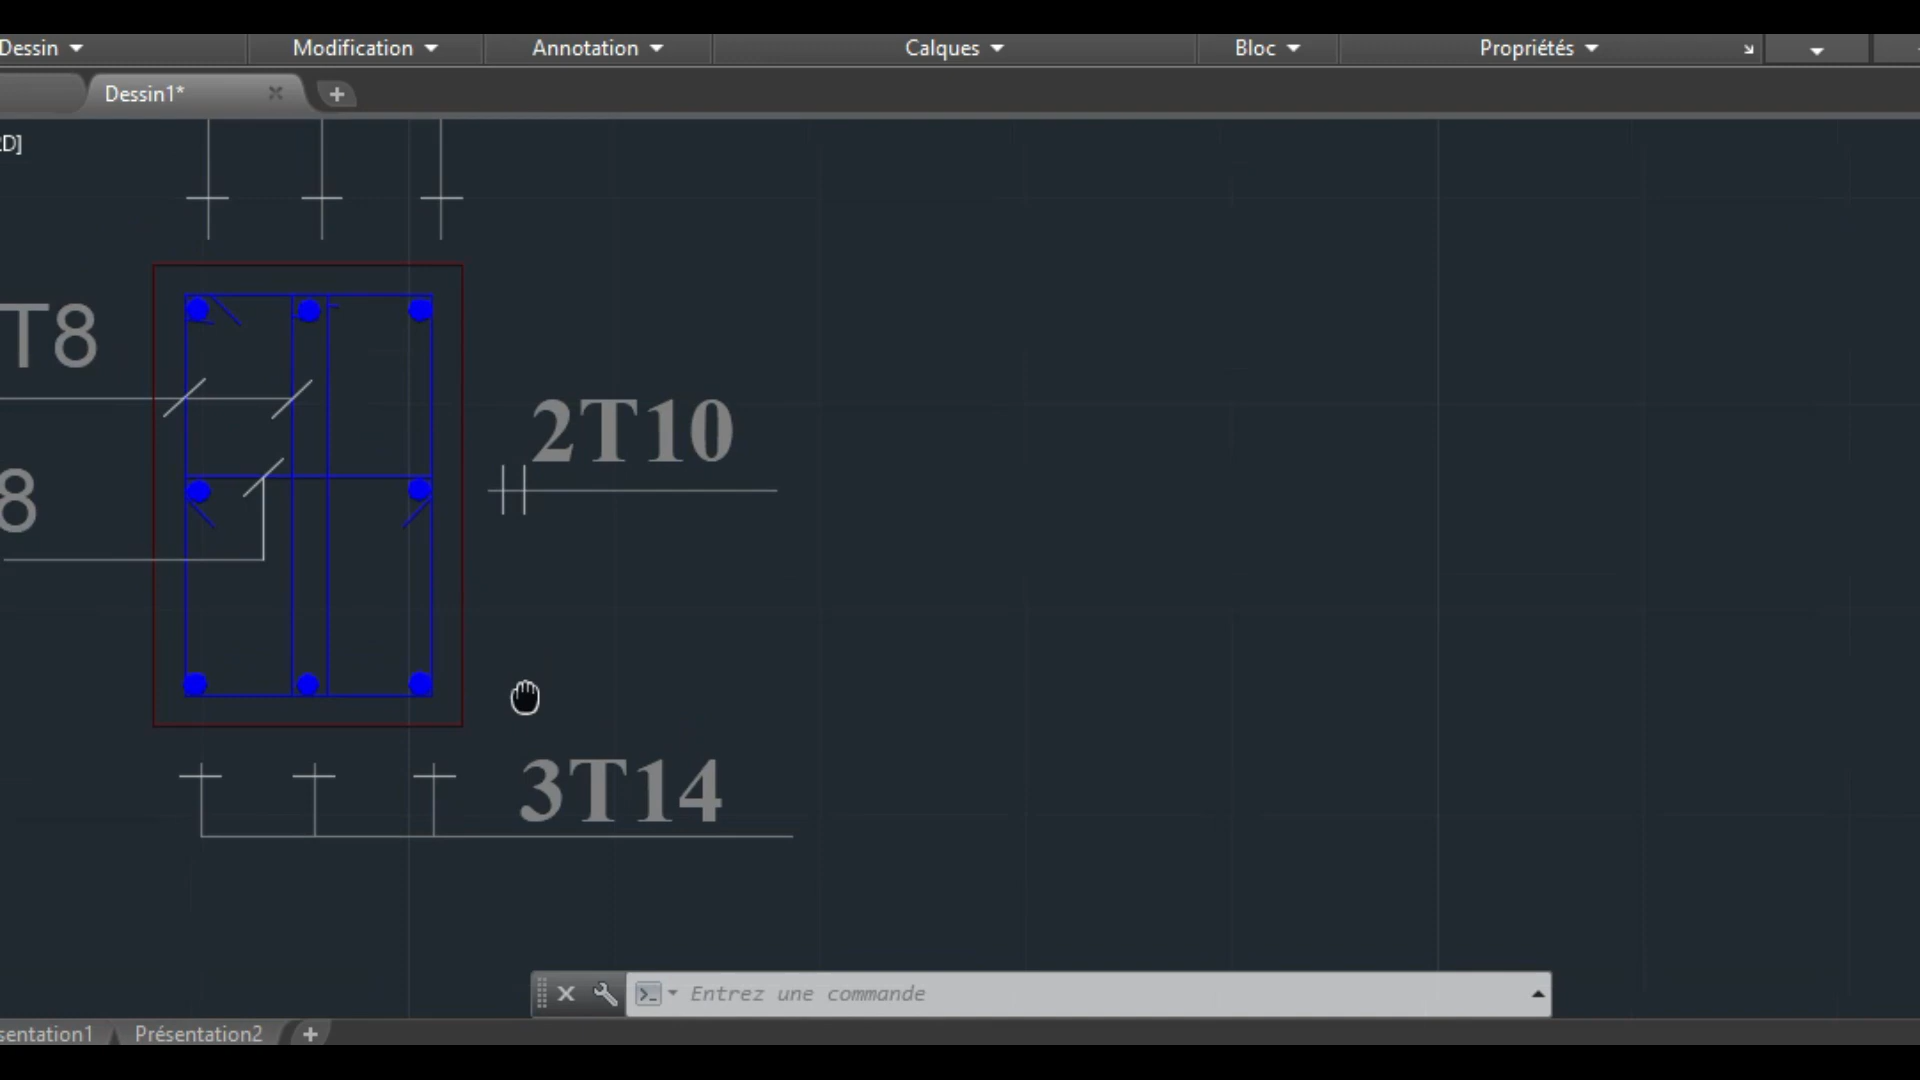 Dessin Modification Annotation Calques Bloc Propriétés
Dessin1*
D]
T8
2T10
8
3T14
Entrez une commande
sentation1 Présentation2